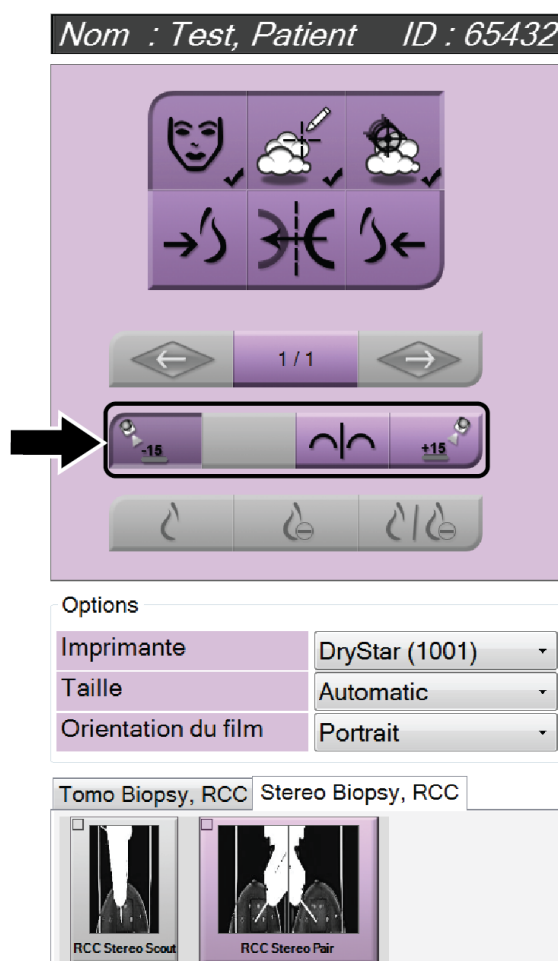 Nom : Test, Patient ID : 65432
1 / 1
-15 +15
Options
Imprimante DryStar (1001)
Taille Automatic
Orientation du film Portrait
Tomo Biopsy, RCC Stereo Biopsy, RCC
RCC Stereo Scout RCC Stereo Pair